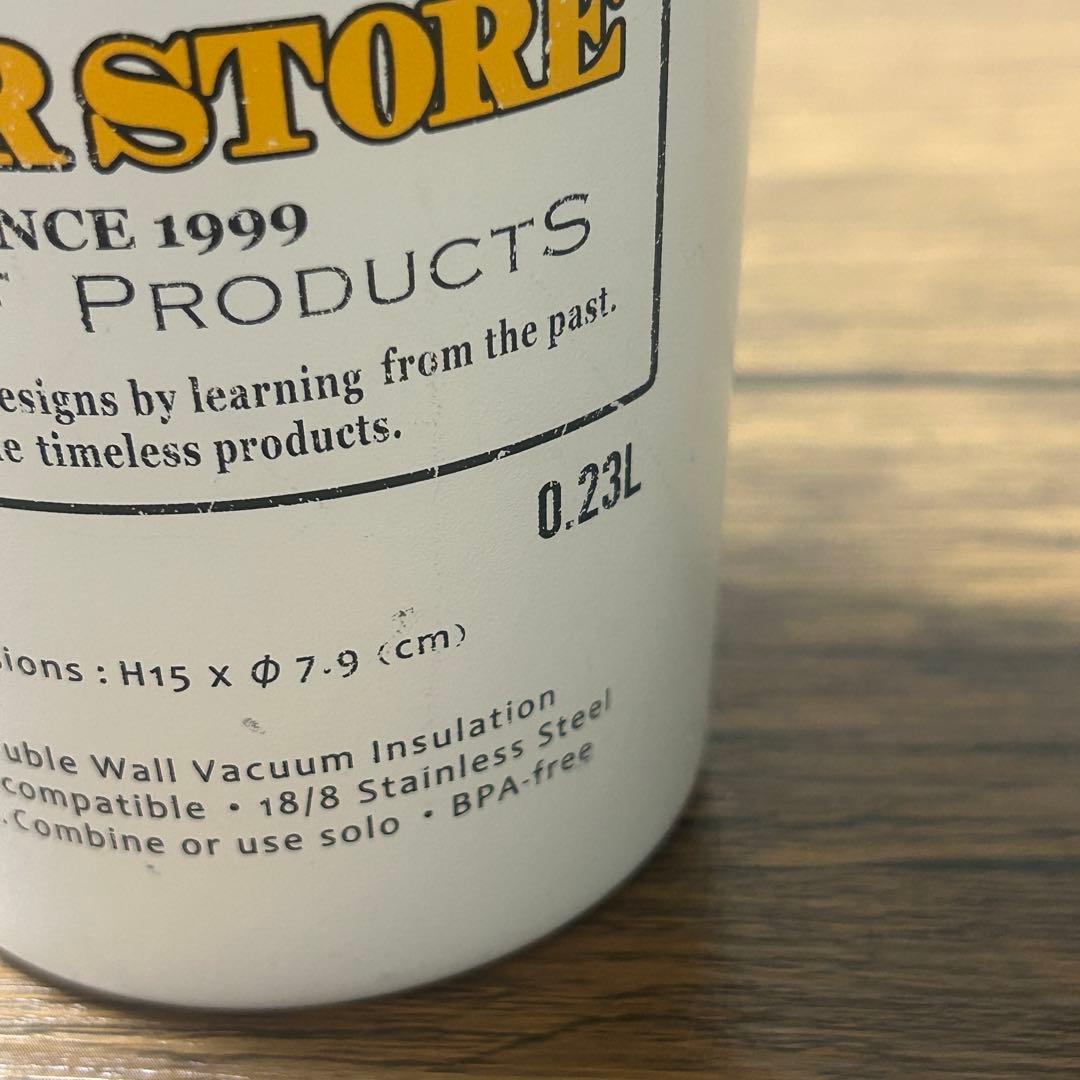 R STORE
NCE 1999
PRODUCTS
esigns by learning from the past.
e timeless products.
0.23L
ions : H15 x Φ 7.9 (cm)
uble Wall Vacuum Insulation
compatible • 18/8 Stainless Steel
.Combine or use solo • BPA-free